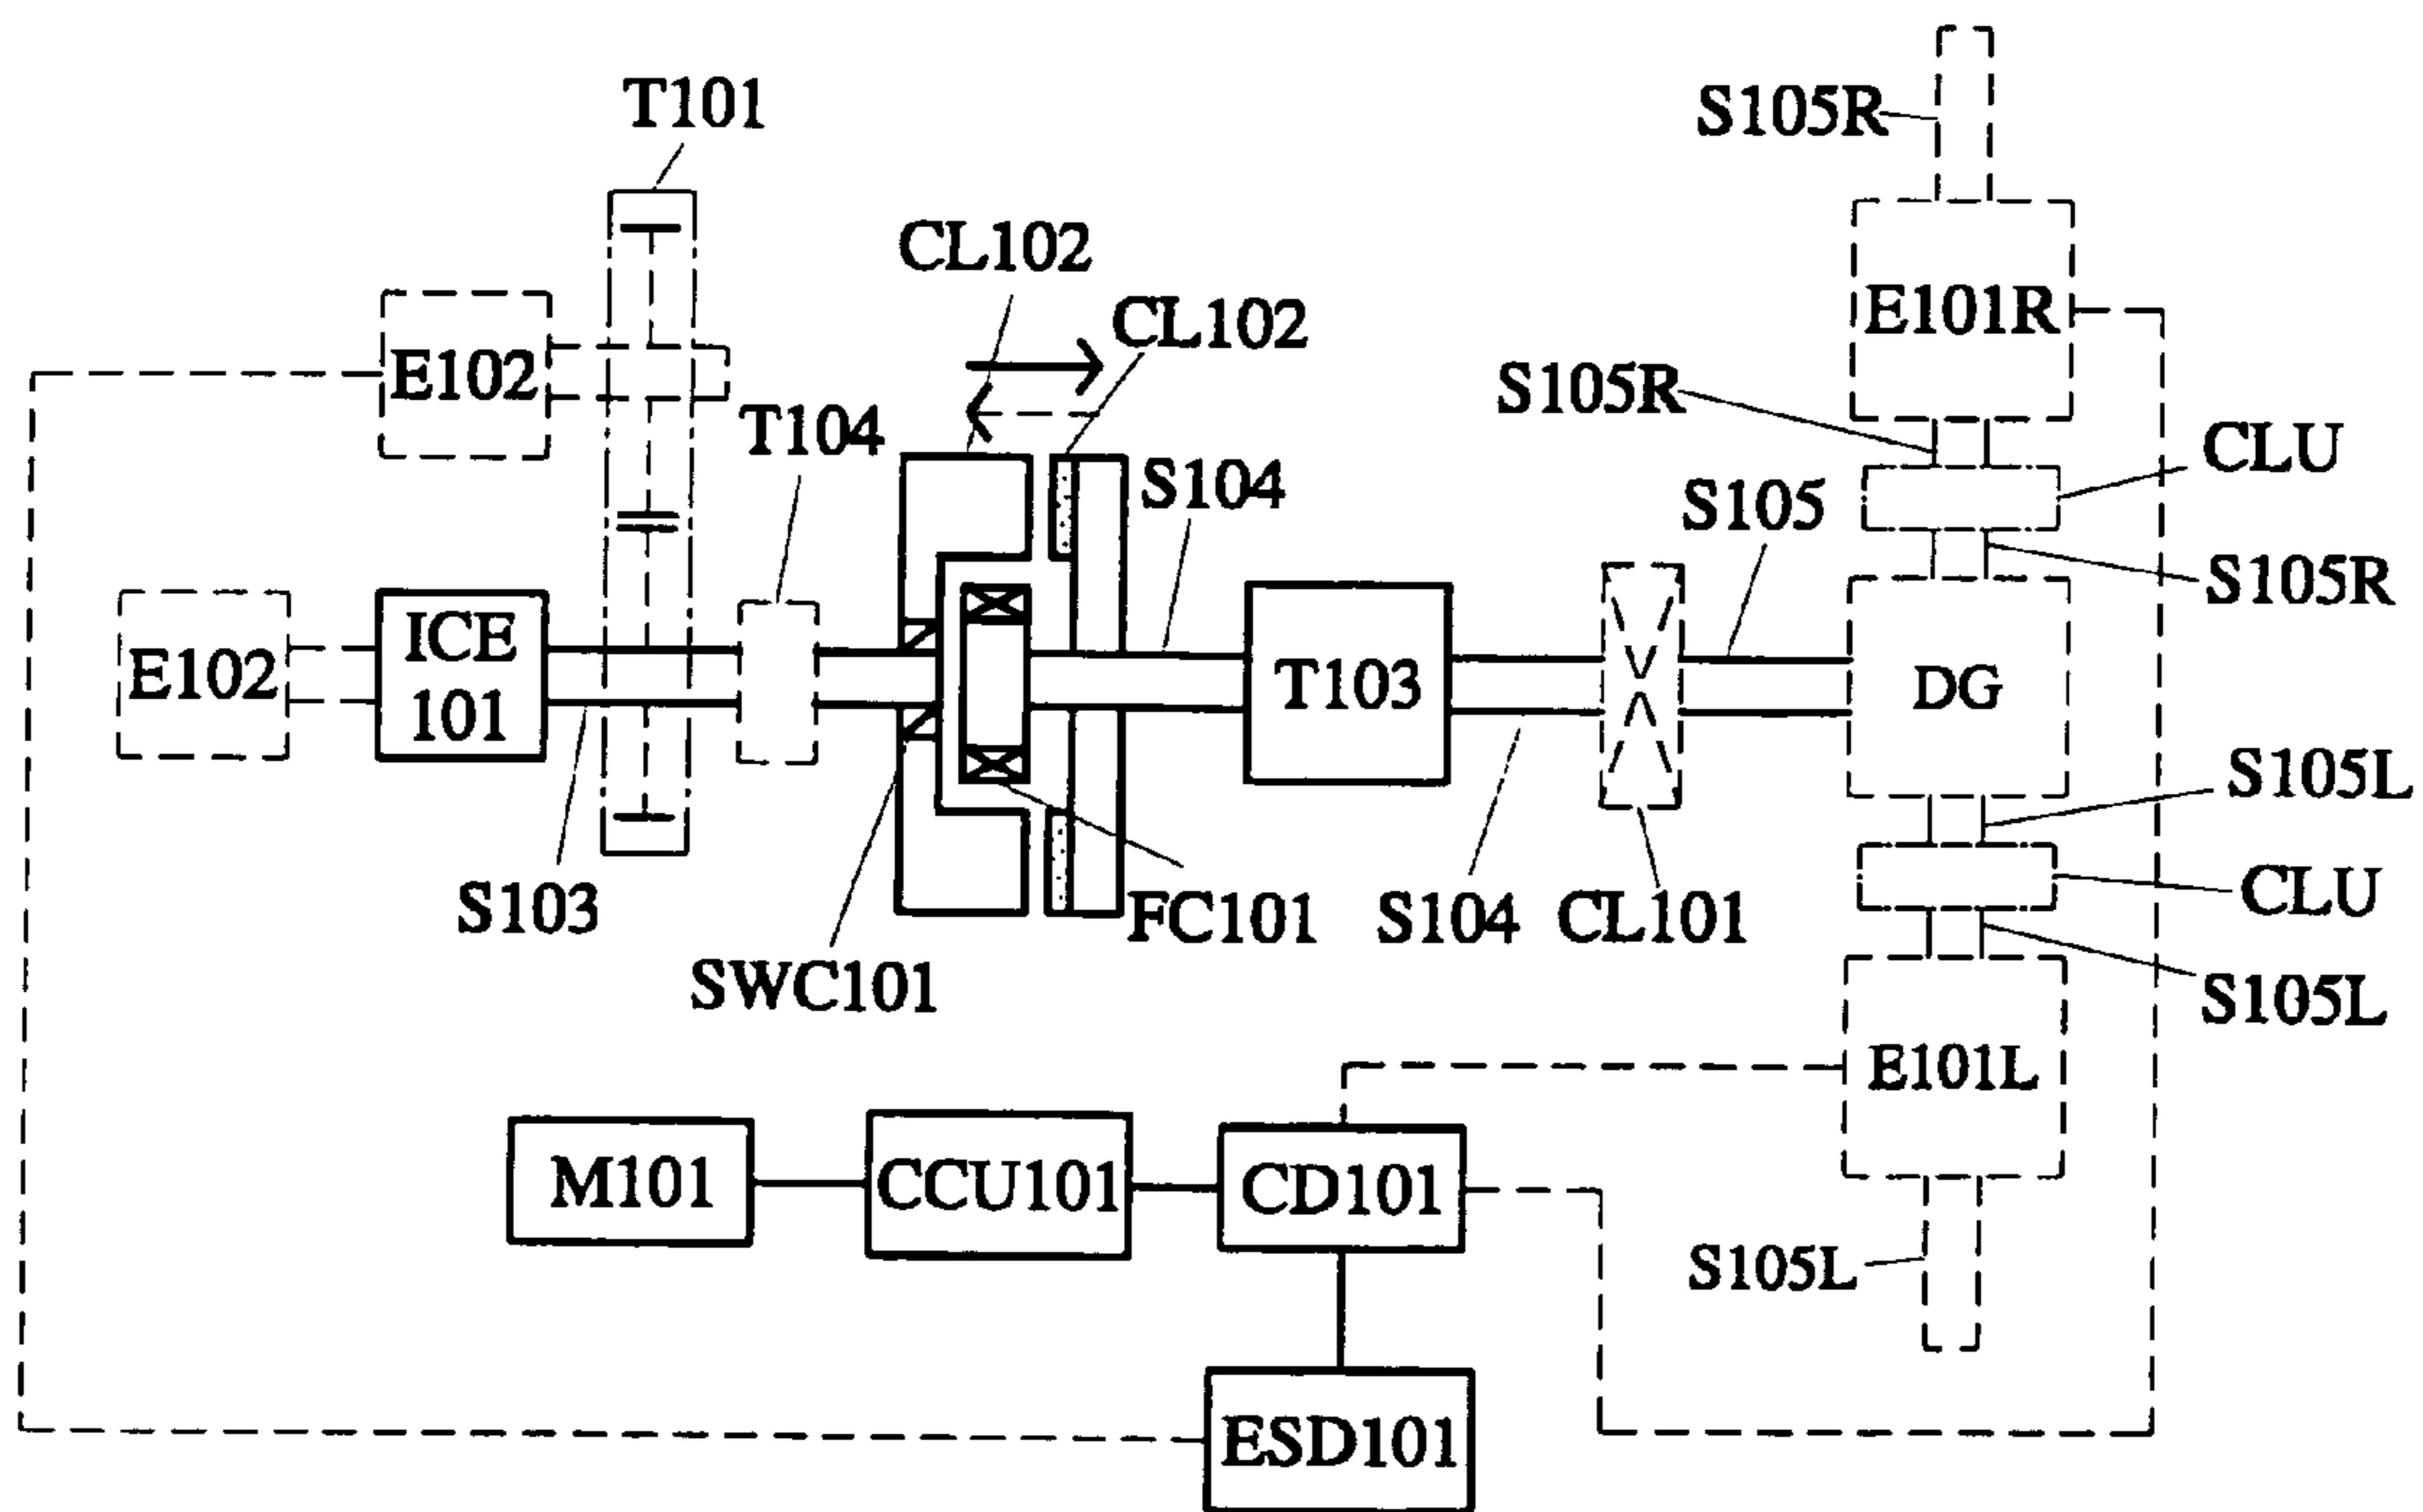 T101
S105R
CL102
CL102
E101R
E102
S105R
T104
CLU
S104
S105
S105R
ICE
101
E102
T103
DG
S105L
S103
FC101
S104
CL101
CLU
SWC101
S105L
E101L
M101
CCU101
CD101
S105L
ESD101